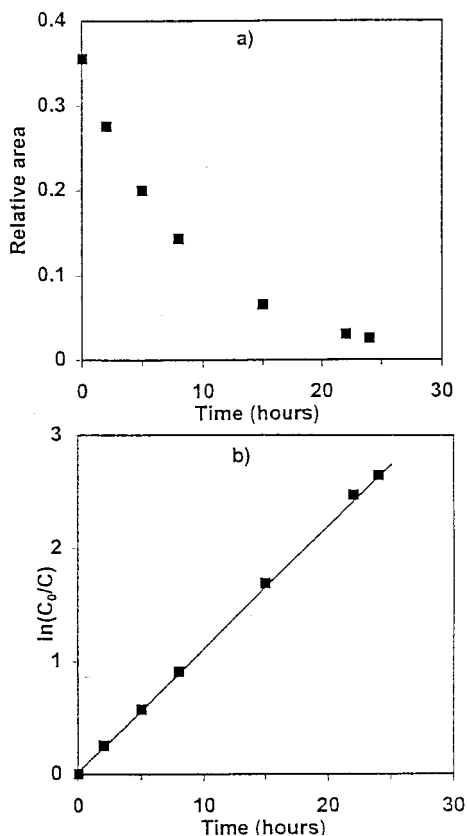 a)
0.4
0.3
0.2
0.1
0
Relative area
0 10 20 30
Time (hours)
b)
3
2
1
0
ln(C₀/C)
0 10 20 30
Time (hours)